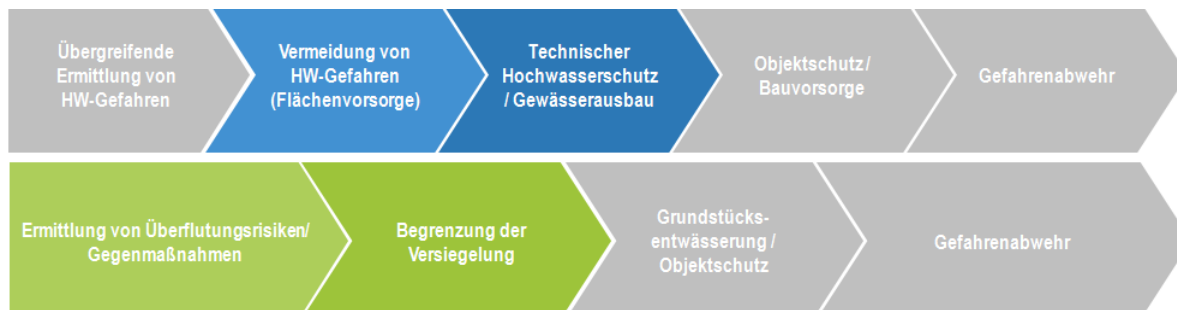 Übergreifende
Ermittlung von
HW-Gefahren
Vermeidung von
HW-Gefahren
(Flächenvorsorge)
Technischer
Hochwasserschutz
/ Gewässerausbau
Objektschutz /
Bauvorsorge
Gefahrenabwehr
Ermittlung von Überflutungsrisiken/
Gegenmaßnahmen
Begrenzung der
Versiegelung
Grundstücks-
entwässerung /
Objektschutz
Gefahrenabwehr